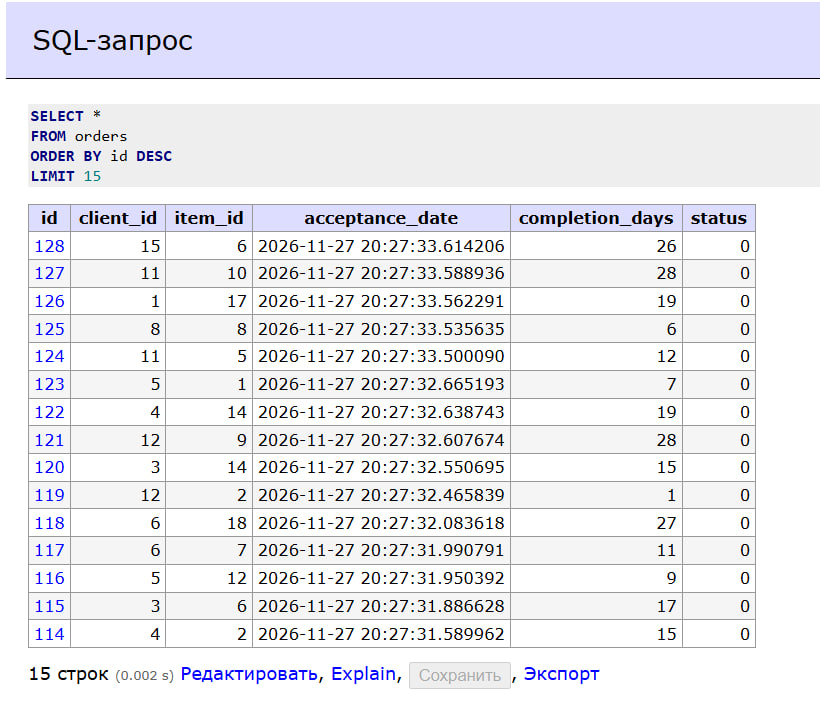 SQL-запрос
SELECT *
FROM orders
ORDER BY id DESC
LIMIT 15
id client_id item_id acceptance_date completion_days status
128 15 6 2026-11-27 20:27:33.614206 26 0
127 11 10 2026-11-27 20:27:33.588936 28 0
126 1 17 2026-11-27 20:27:33.562291 19 0
125 8 8 2026-11-27 20:27:33.535635 6 0
124 11 5 2026-11-27 20:27:33.500090 12 0
123 5 1 2026-11-27 20:27:32.665193 7 0
122 4 14 2026-11-27 20:27:32.638743 19 0
121 12 9 2026-11-27 20:27:32.607674 28 0
120 3 14 2026-11-27 20:27:32.550695 15 0
119 12 2 2026-11-27 20:27:32.465839 1 0
118 6 18 2026-11-27 20:27:32.083618 27 0
117 6 7 2026-11-27 20:27:31.990791 11 0
116 5 12 2026-11-27 20:27:31.950392 9 0
115 3 6 2026-11-27 20:27:31.886628 17 0
114 4 2 2026-11-27 20:27:31.589962 15 0
15 строк (0.002 s) Редактировать, Explain, Сохранить, Экспорт